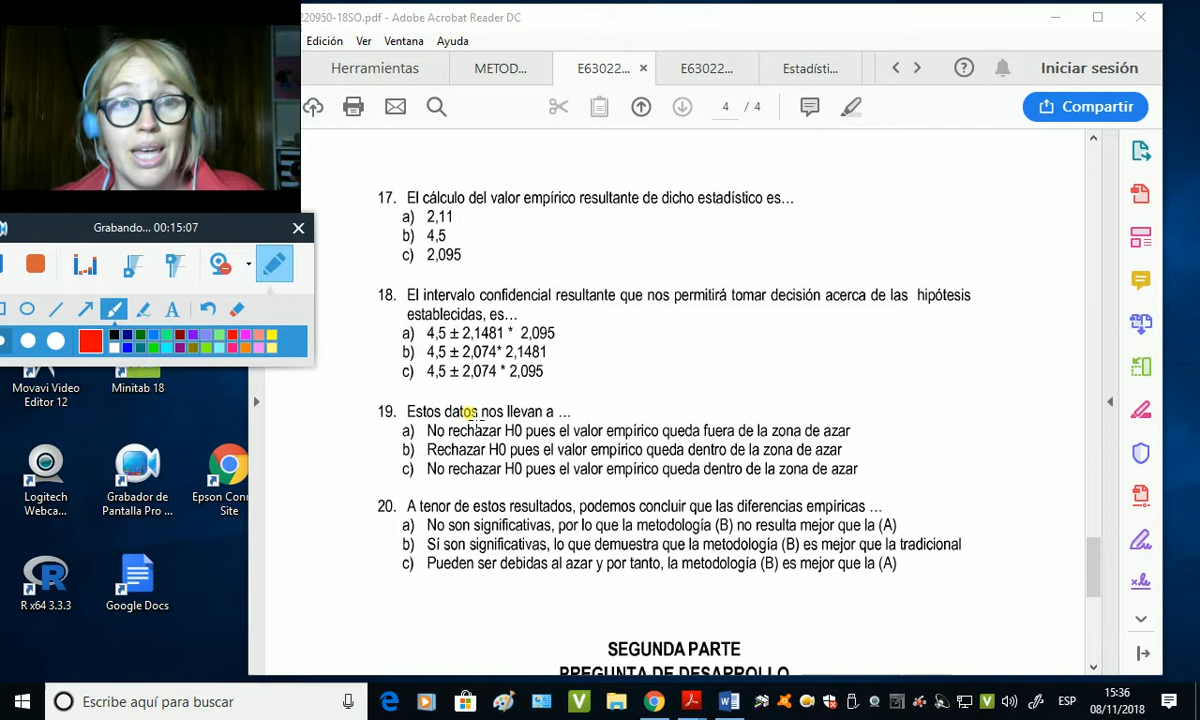 220950-18SO.pdf - Adobe Acrobat Reader DC
Edición Ver Ventana Ayuda
Herramientas METOD... E63022... × E63022... Estadísti... Iniciar sesión
4 / 4 Compartir
Grabando... 00:15:07
17. El cálculo del valor empírico resultante de dicho estadístico es…
a) 2,11
b) 4,5
c) 2,095
18. El intervalo confidencial resultante que nos permitirá tomar decisión acerca de las hipótesis
establecidas, es…
a) 4,5 ± 2,1481 * 2,095
b) 4,5 ± 2,074* 2,1481
c) 4,5 ± 2,074 * 2,095
19. Estos datos nos llevan a …
a) No rechazar H0 pues el valor empírico queda fuera de la zona de azar
b) Rechazar H0 pues el valor empírico queda dentro de la zona de azar
c) No rechazar H0 pues el valor empírico queda dentro de la zona de azar
20. A tenor de estos resultados, podemos concluir que las diferencias empíricas …
a) No son significativas, por lo que la metodología (B) no resulta mejor que la (A)
b) Sí son significativas, lo que demuestra que la metodología (B) es mejor que la tradicional
c) Pueden ser debidas al azar y por tanto, la metodología (B) es mejor que la (A)
SEGUNDA PARTE
PREGUNTA DE DESARROLLO
Movavi Video
Editor 12
Minitab 18
Logitech
Webca...
Grabador de
Pantalla Pro ...
Epson Conn
Site
R x64 3.3.3
Google Docs
Escribe aquí para buscar
ESP
15:36
08/11/2018